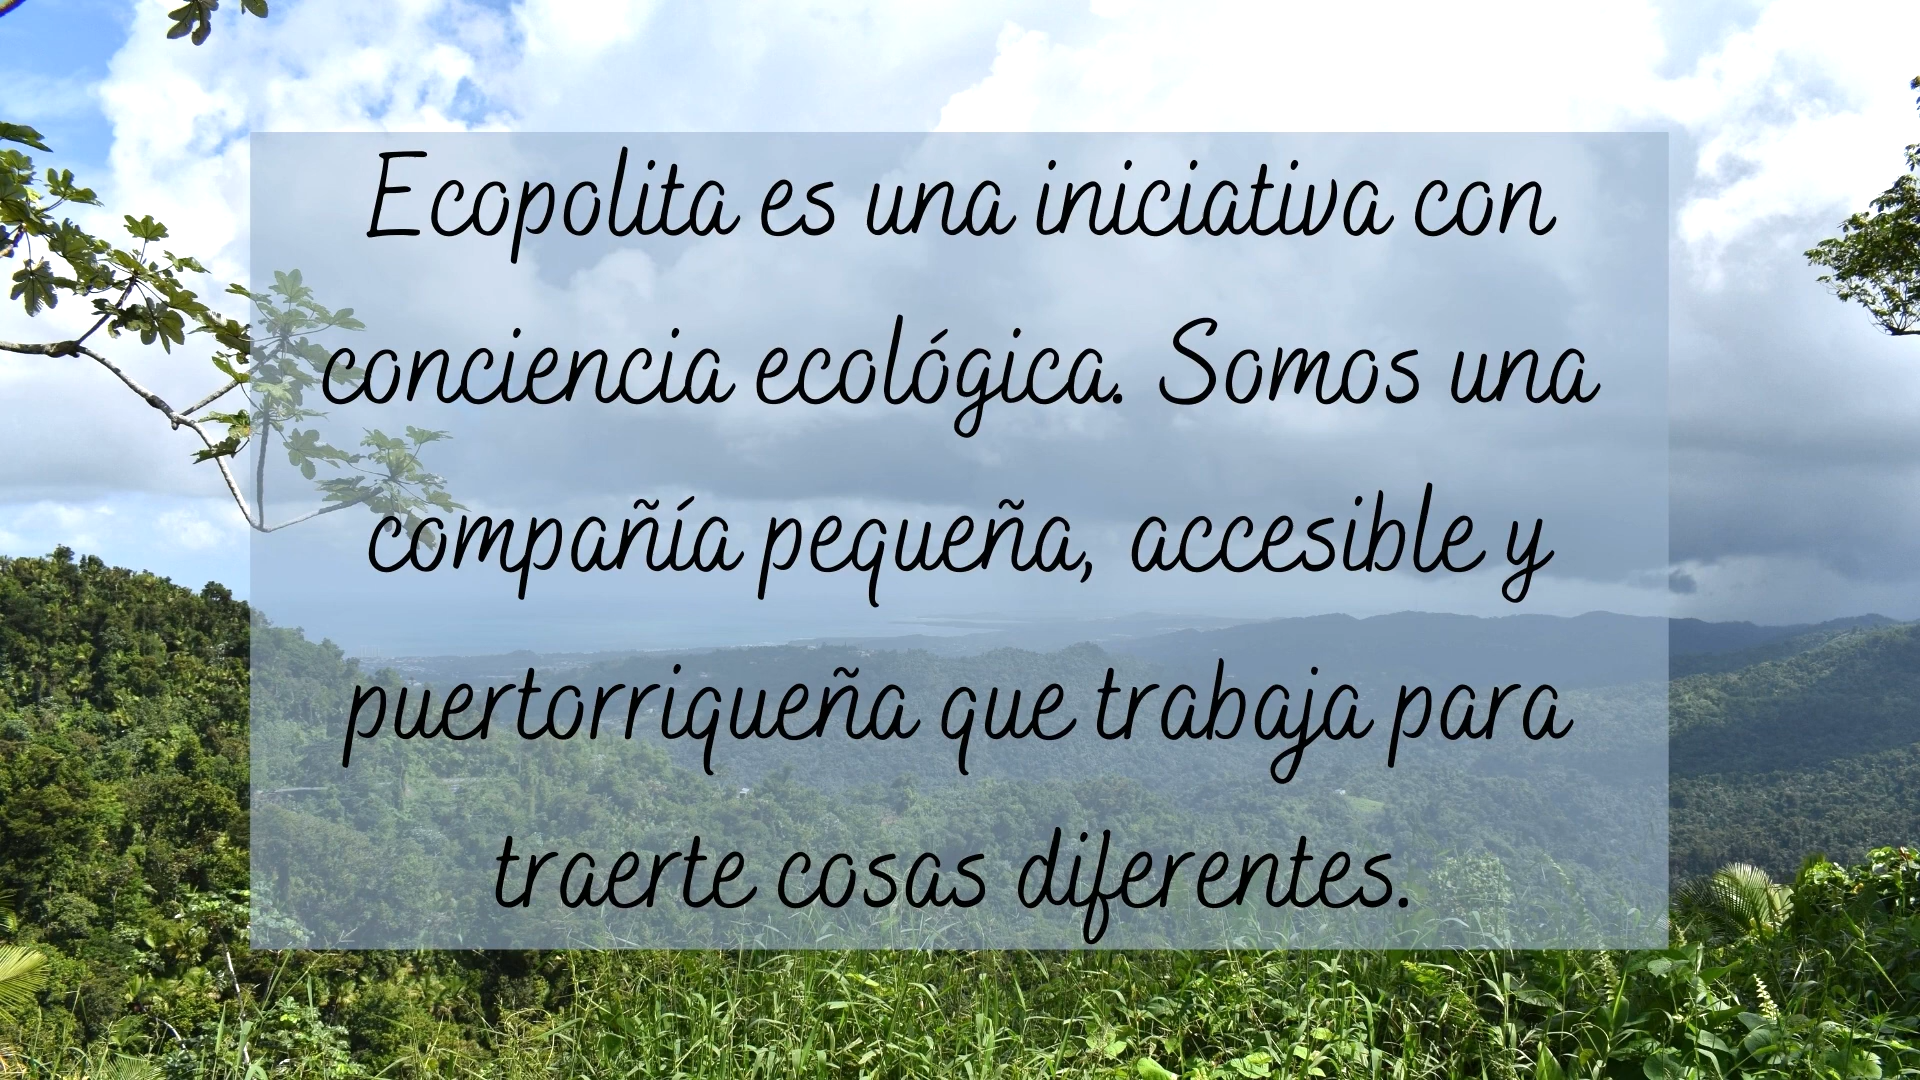 Ecopolita es una iniciativa con
conciencia ecológica. Somos una
compañía pequeña, accesible y
puertorriqueña que trabaja para
traerte cosas diferentes.